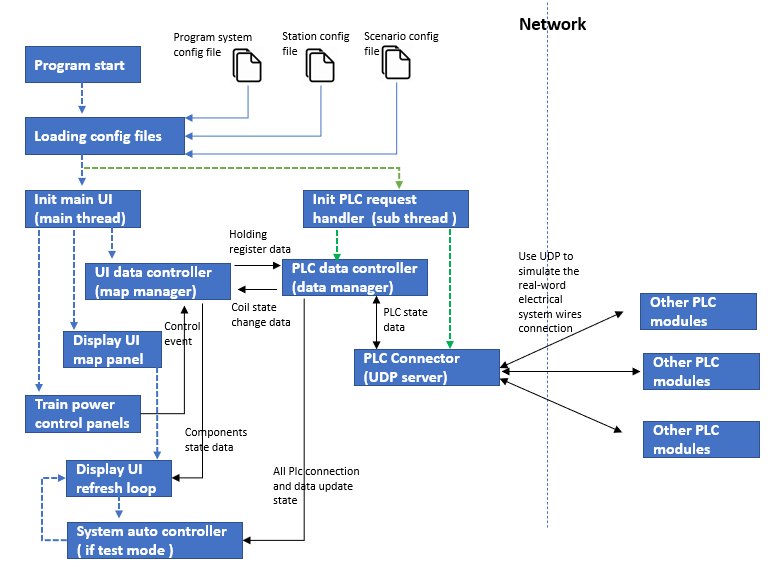 Network
Program system
config file
Station config
file
Scenario config
file
Program start
Loading config files
Init main UI
(main thread)
Init PLC request
handler (sub thread )
Holding
register data
UI data controller
(map manager)
PLC data controller
(data manager)
Coil state
change data
Use UDP to
simulate the
real-word
electrical
system wires
connection
Other PLC
modules
Control
event
PLC state
data
Display UI
map panel
PLC Connector
(UDP server)
Other PLC
modules
Train power
control panels
Components
state data
Other PLC
modules
Display UI
refresh loop
All Plc connection
and data update
state
System auto controller
( if test mode )